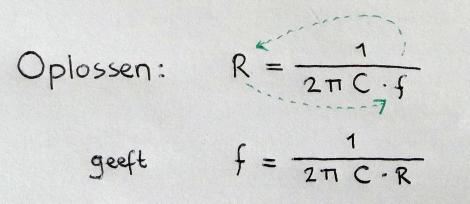 Oplossen: R = 1 / (2π C · f)
geeft f = 1 / (2π C · R)